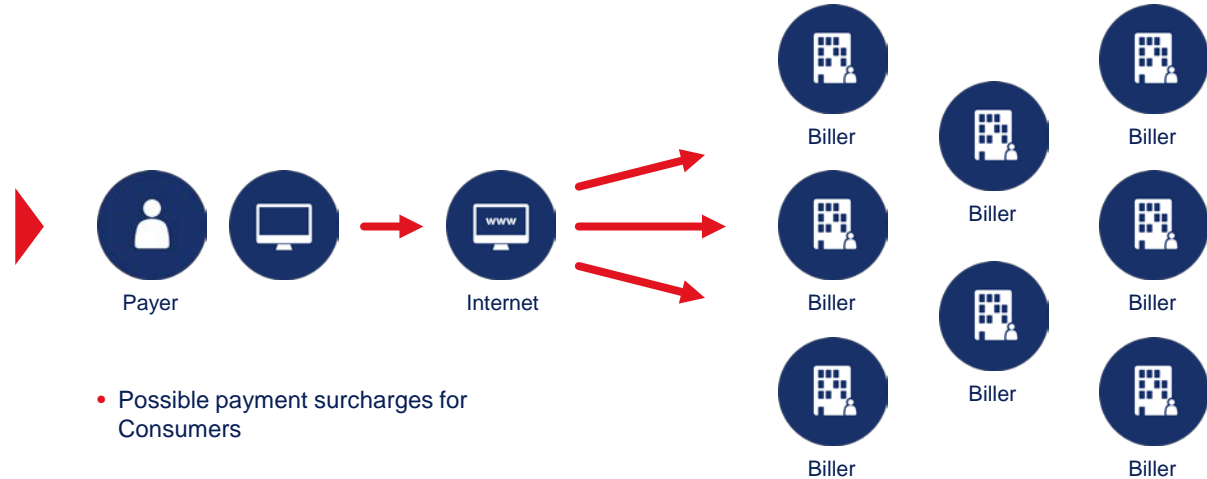 Biller
Biller
Biller
www
Payer
Internet
Biller
Biller
Biller
Biller
• Possible payment surcharges for
Consumers
Biller
Biller